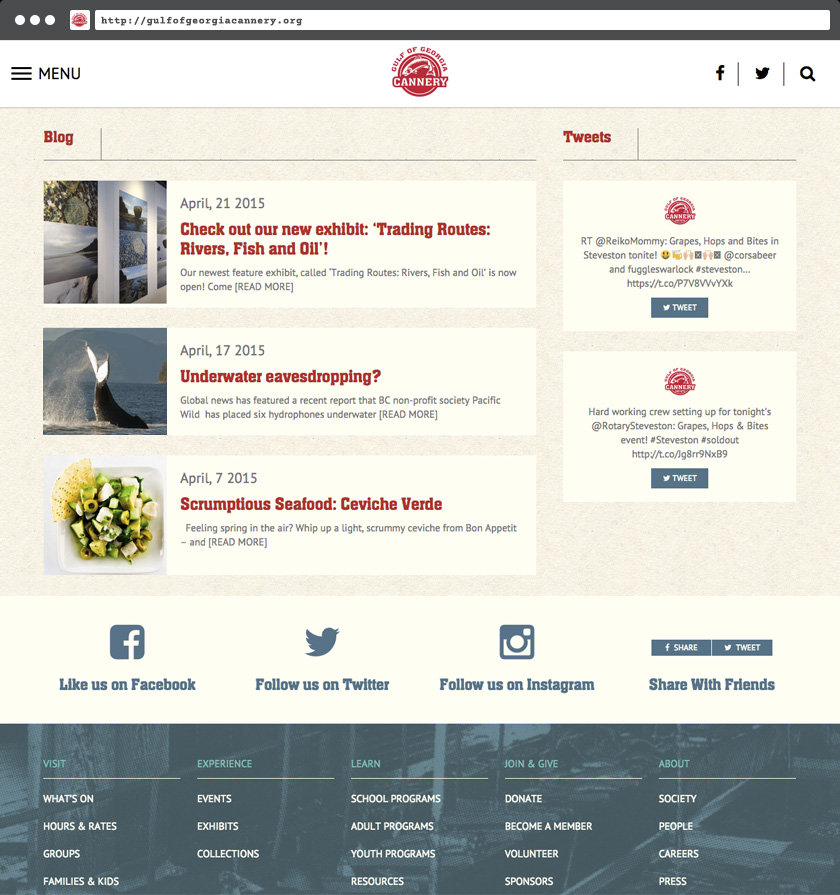 http://gulfofgeorgiacannery.org
MENU
GULF OF GEORGIA
CANNERY
Blog
April, 21 2015
Check out our new exhibit: ‘Trading Routes:
Rivers, Fish and Oil’!
Our newest feature exhibit, called ‘Trading Routes: Rivers, Fish and Oil’ is now
open! Come [READ MORE]
April, 17 2015
Underwater eavesdropping?
Global news has featured a recent report that BC non-profit society Pacific
Wild  has placed six hydrophones underwater [READ MORE]
April, 7 2015
Scrumptious Seafood: Ceviche Verde
Feeling spring in the air? Whip up a light, scrummy ceviche from Bon Appetit
– and [READ MORE]
Tweets
GULF OF GEORGIA
CANNERY
RT @ReikoMommy: Grapes, Hops and Bites in
Steveston tonite! @corsabeer
and fuggleswarlock #steveston…
https://t.co/P7V8VVvYXk
TWEET
GULF OF GEORGIA
CANNERY
Hard working crew setting up for tonight's
@RotarySteveston: Grapes, Hops & Bites
event! #Steveston #soldout
http://t.co/Jg8rr9NxB9
TWEET
Like us on Facebook
Follow us on Twitter
Follow us on Instagram
SHARE
TWEET
Share With Friends
VISIT
WHAT'S ON
HOURS & RATES
GROUPS
FAMILIES & KIDS
EXPERIENCE
EVENTS
EXHIBITS
COLLECTIONS
LEARN
SCHOOL PROGRAMS
ADULT PROGRAMS
YOUTH PROGRAMS
RESOURCES
JOIN & GIVE
DONATE
BECOME A MEMBER
VOLUNTEER
SPONSORS
ABOUT
SOCIETY
PEOPLE
CAREERS
PRESS